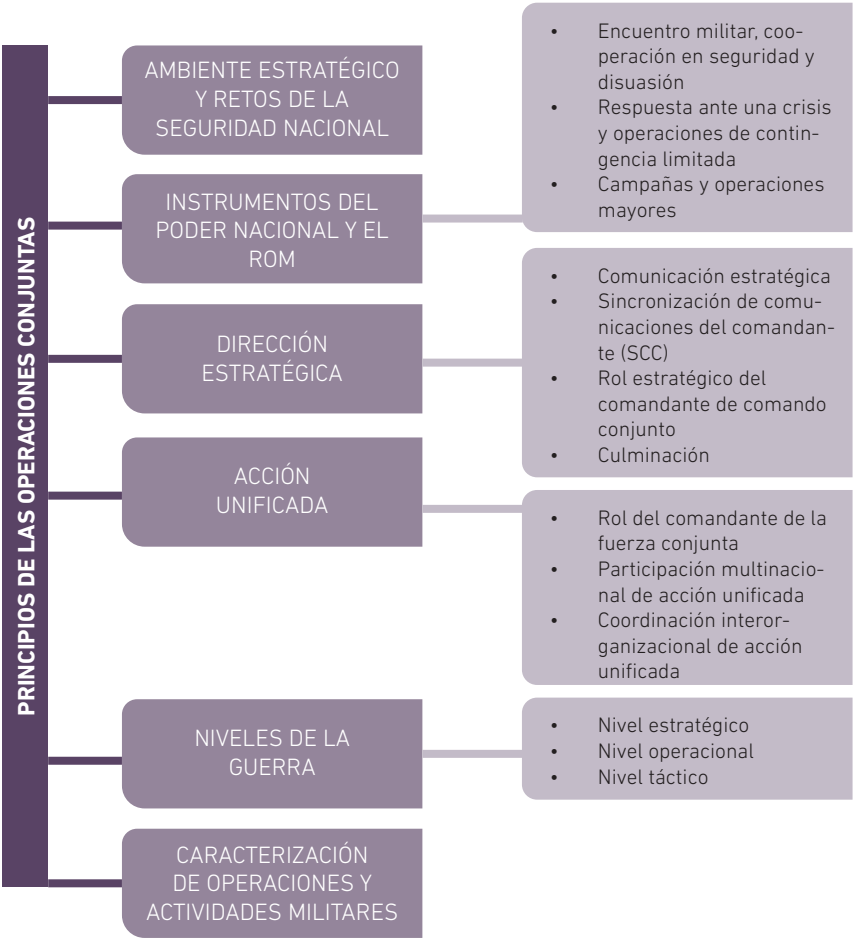 PRINCIPIOS DE LAS OPERACIONES CONJUNTAS
AMBIENTE ESTRATÉGICO
Y RETOS DE LA
SEGURIDAD NACIONAL
INSTRUMENTOS DEL
PODER NACIONAL Y EL
ROM
• Encuentro militar, coo-
peración en seguridad y
disuasión
• Respuesta ante una crisis
y operaciones de contin-
gencia limitada
• Campañas y operaciones
mayores
DIRECCIÓN
ESTRATÉGICA
• Comunicación estratégica
• Sincronización de comu-
nicaciones del comandan-
te (SCC)
• Rol estratégico del
comandante de comando
conjunto
• Culminación
ACCIÓN
UNIFICADA
• Rol del comandante de la
fuerza conjunta
• Participación multinacio-
nal de acción unificada
• Coordinación interor-
ganizacional de acción
unificada
NIVELES DE LA
GUERRA
• Nivel estratégico
• Nivel operacional
• Nivel táctico
CARACTERIZACIÓN
DE OPERACIONES Y
ACTIVIDADES MILITARES